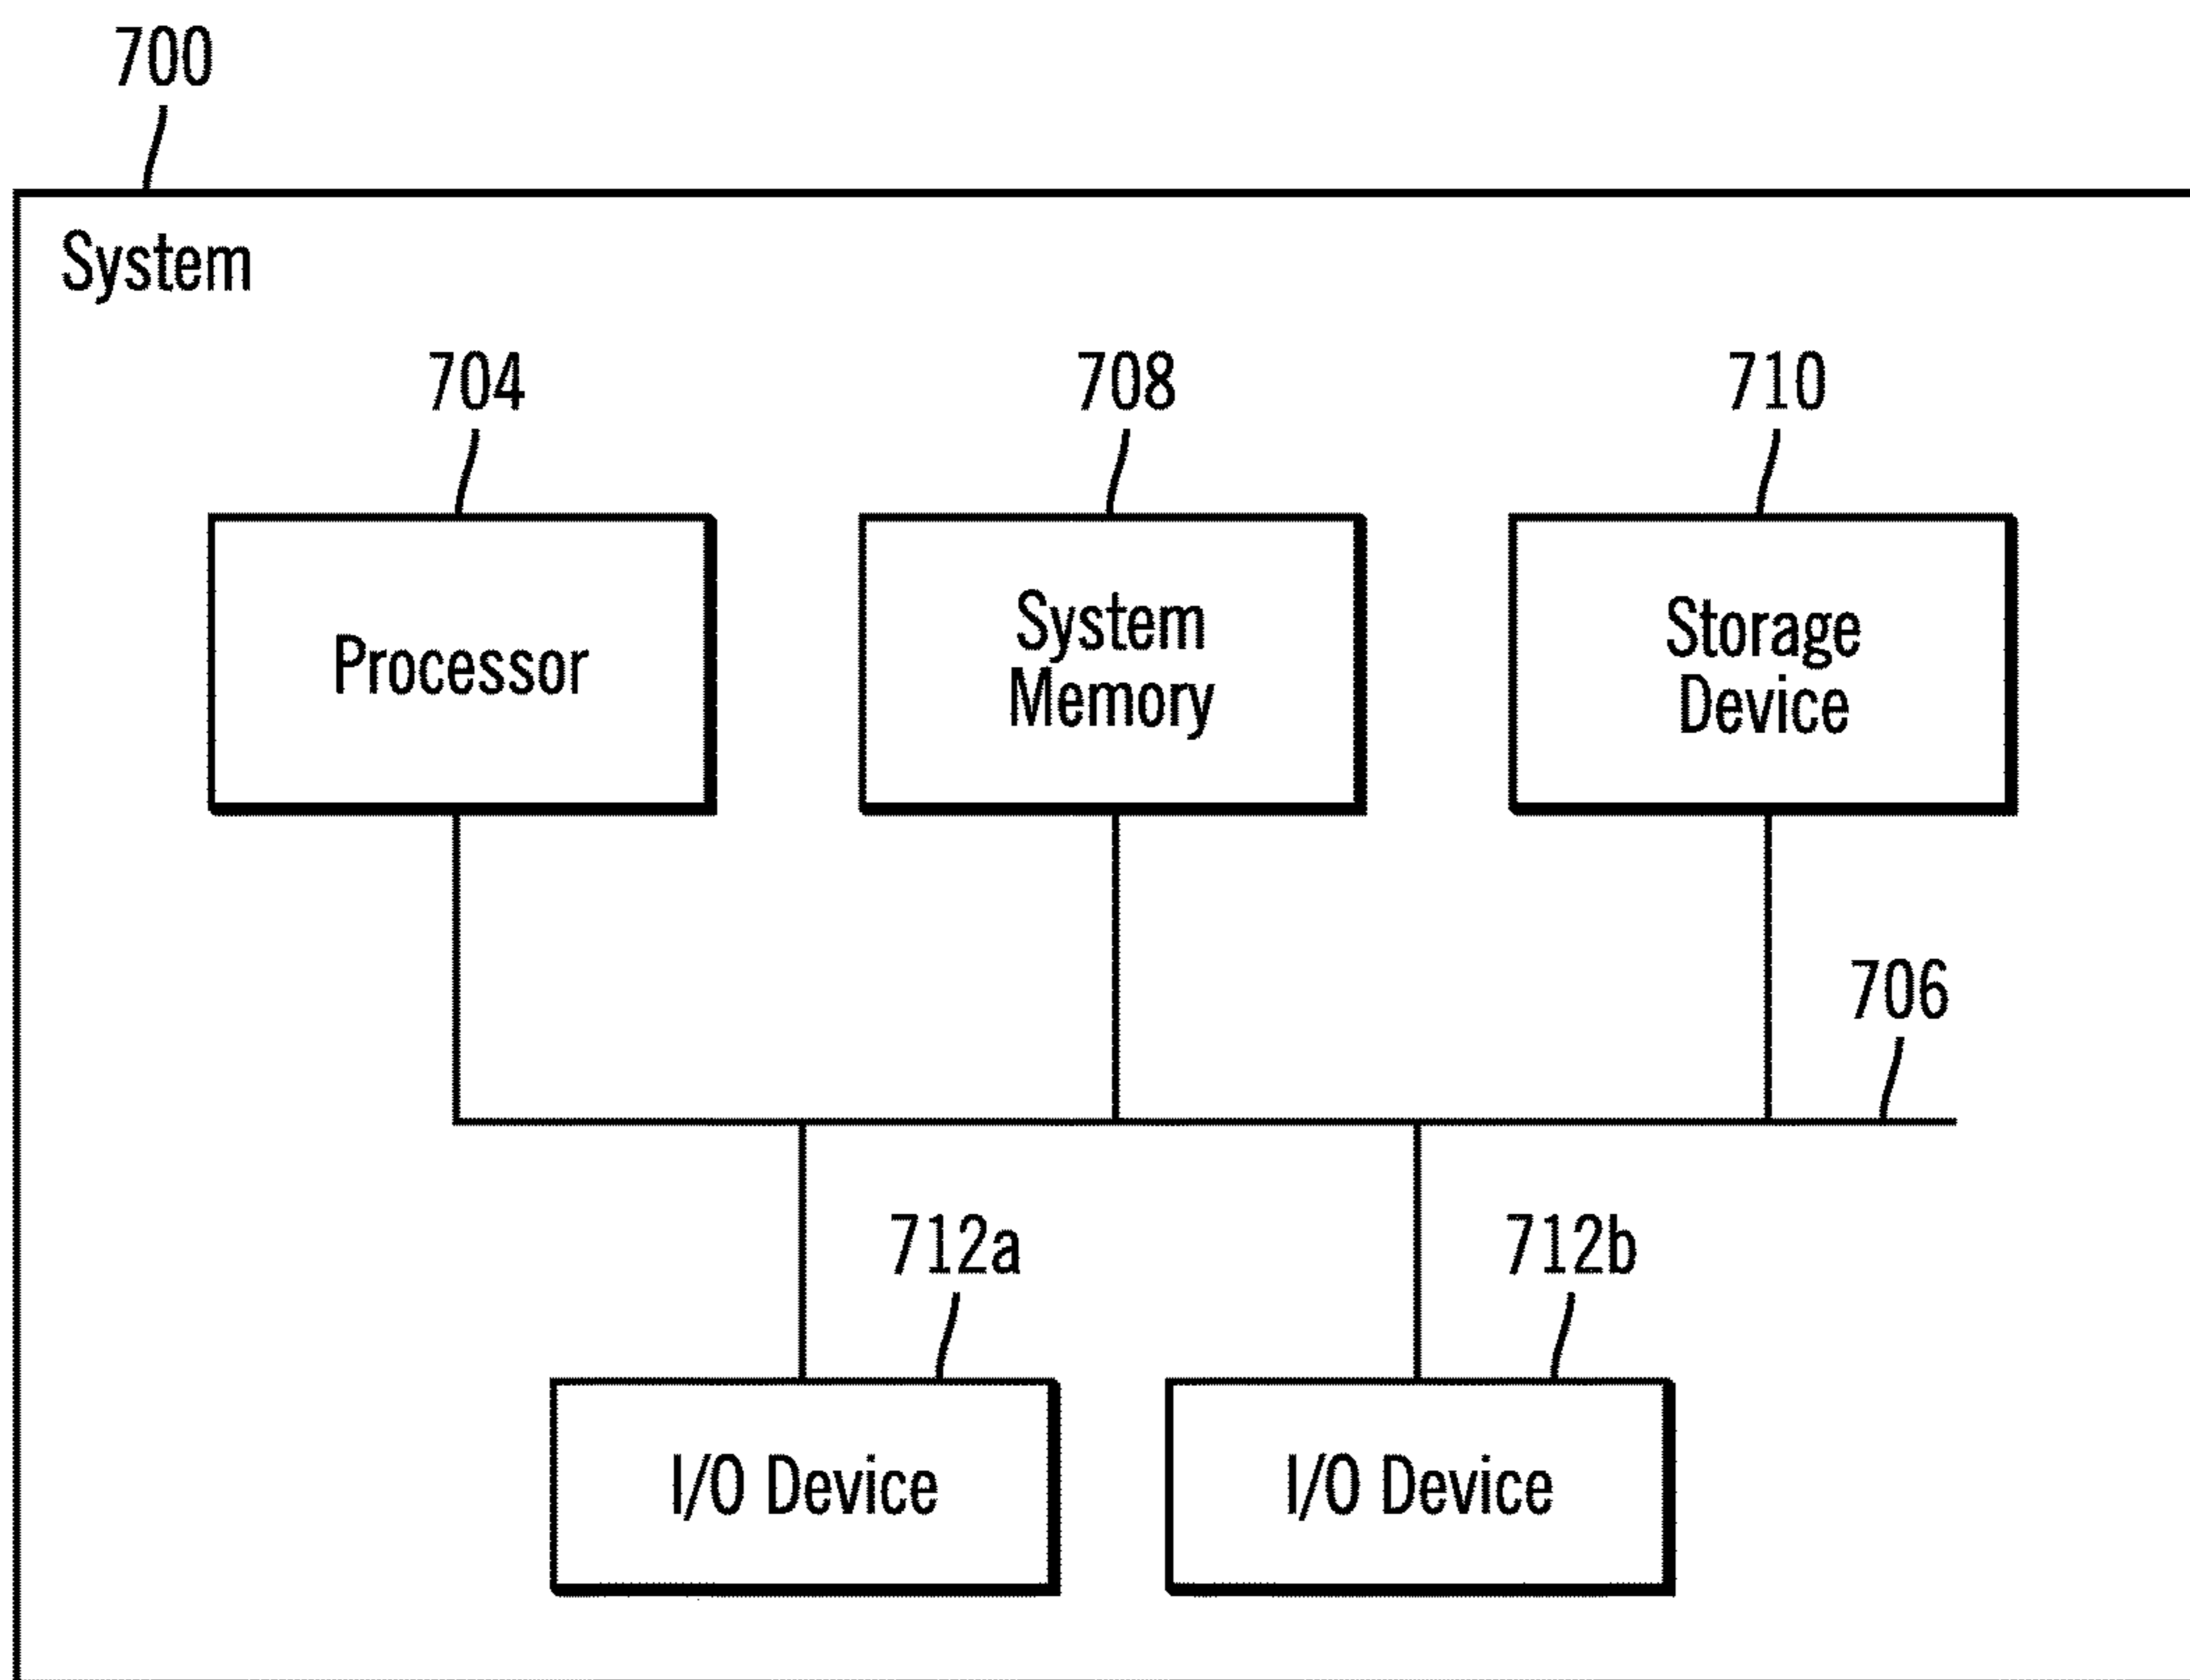 700
System
704
708
710
Processor
System
Memory
Storage
Device
706
712a
712b
I/O Device
I/O Device